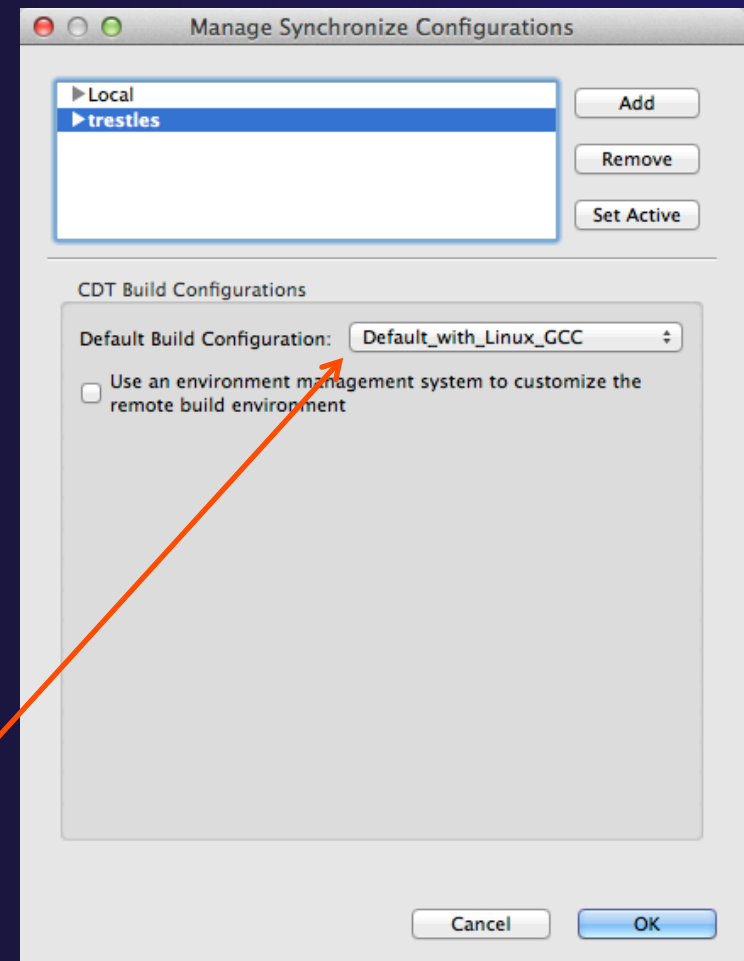 Manage Synchronize Configurations
Local
trestles
Add
Remove
Set Active
CDT Build Configurations
Default Build Configuration: Default_with_Linux_GCC
Use an environment management system to customize the
remote build environment
Cancel
OK